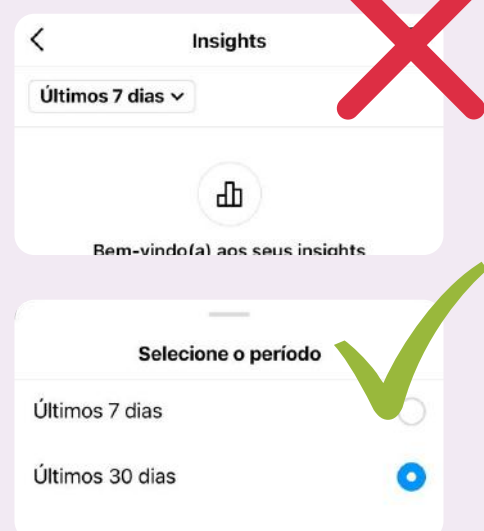 Insights
Últimos 7 dias
Bem-vindo(a) aos seus insights
Selecione o período
Últimos 7 dias
Últimos 30 dias